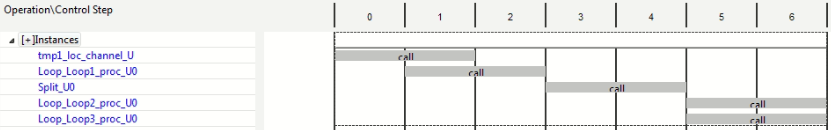 Operation\Control Step 0 1 2 3 4 5 6
[+]Instances
tmp1_loc_channel_U call
Loop_Loop1_proc_U0 call
Split_U0 call
Loop_Loop2_proc_U0 call
Loop_Loop3_proc_U0 call